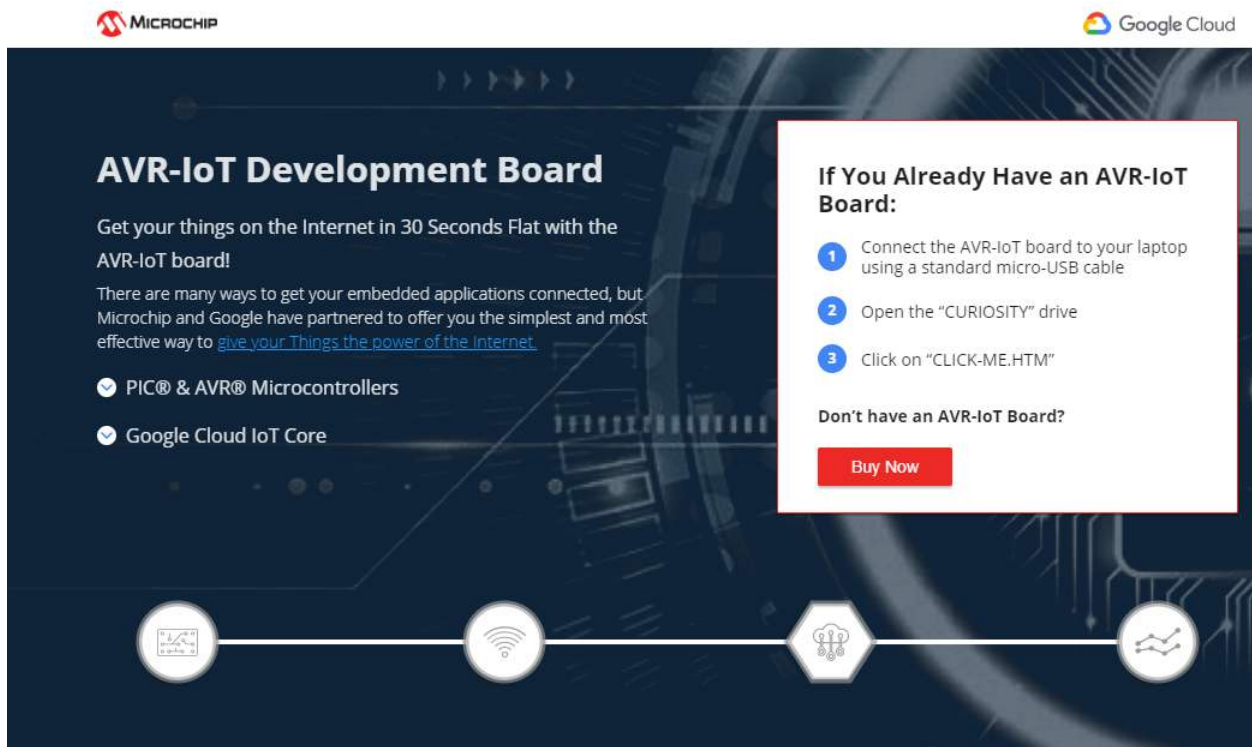 MICROCHIP
Google Cloud
AVR-IoT Development Board
Get your things on the Internet in 30 Seconds Flat with the
AVR-IoT board!
There are many ways to get your embedded applications connected, but
Microchip and Google have partnered to offer you the simplest and most
effective way to give your Things the power of the Internet.
PIC® & AVR® Microcontrollers
Google Cloud IoT Core
If You Already Have an AVR-IoT
Board:
1 Connect the AVR-IoT board to your laptop
using a standard micro-USB cable
2 Open the “CURIOSITY” drive
3 Click on “CLICK-ME.HTM”
Don’t have an AVR-IoT Board?
Buy Now